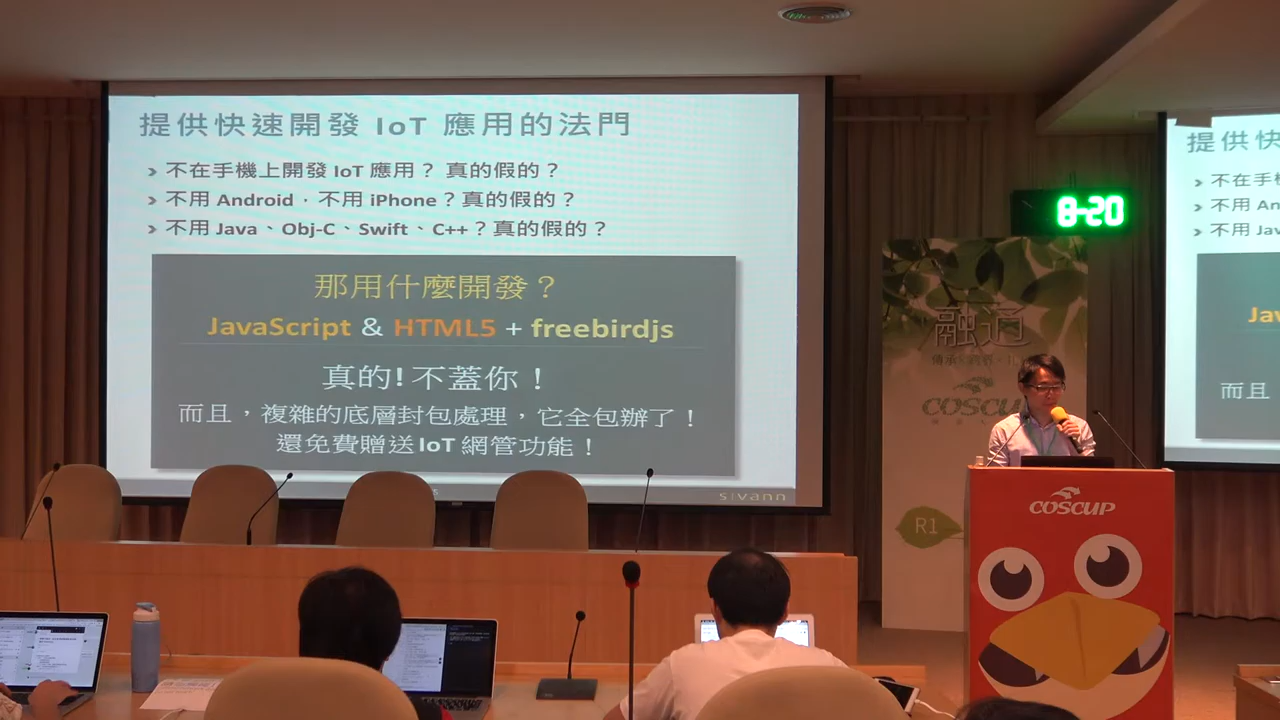 提供快速開發 IoT 應用的法門
› 不在手機上開發 IoT 應用？ 真的假的？
› 不用 Android，不用 iPhone？真的假的？
› 不用 Java、Obj-C、Swift、C++？真的假的？
那用什麼開發？
JavaScript & HTML5 + freebirdjs
真的! 不蓋你！
而且，複雜的底層封包處理，它全包辦了！
還免費贈送 IoT 網管功能！
sivann
提供快
› 不在手機
› 不用 An
› 不用 Jav
Jav
而且
8-20
融通
COSCUP
R1
COSCUP